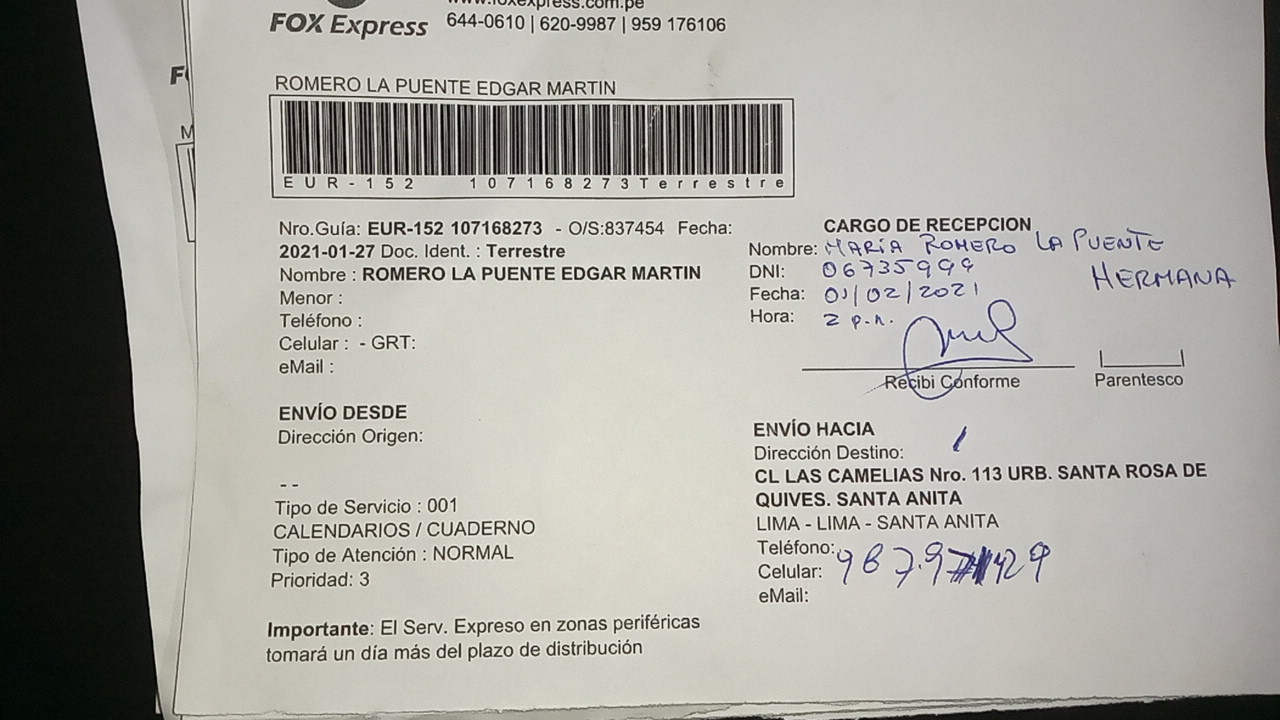 FOX Express
www.foxexpress.com.pe
644-0610 | 620-9987 | 959 176106
ROMERO LA PUENTE EDGAR MARTIN
EUR-152 107168273Terrestre
Nro.Guía: EUR-152 107168273 - O/S:837454 Fecha:
2021-01-27 Doc. Ident. : Terrestre
Nombre : ROMERO LA PUENTE EDGAR MARTIN
Menor :
Teléfono :
Celular : - GRT:
eMail :
CARGO DE RECEPCION
Nombre: MARÍA ROMERO LA PUENTE
DNI: 06735999
HERMANA
Fecha: 01/02/2021
Hora: 2 p.m.
Recibi Conforme
Parentesco
ENVÍO DESDE
Dirección Origen:
- -
Tipo de Servicio : 001
CALENDARIOS / CUADERNO
Tipo de Atención : NORMAL
Prioridad: 3
ENVÍO HACIA
Dirección Destino:
CL LAS CAMELIAS Nro. 113 URB. SANTA ROSA DE
QUIVES. SANTA ANITA
LIMA - LIMA - SANTA ANITA
Teléfono:
Celular:
eMail:
Importante: El Serv. Expreso en zonas periféricas
tomará un día más del plazo de distribución